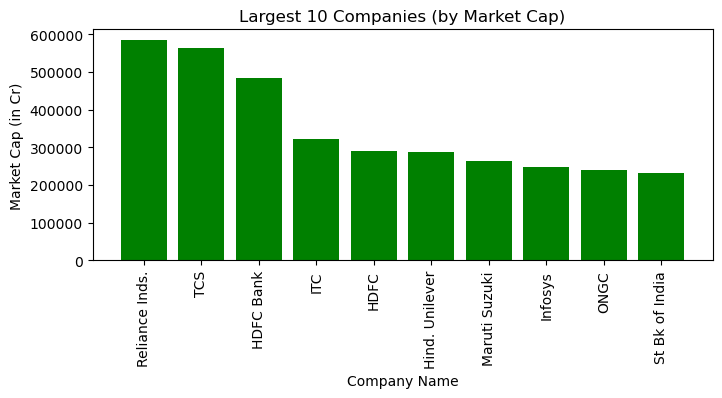 Largest 10 Companies (by Market Cap)
Market Cap (in Cr)
600000
500000
400000
300000
200000
100000
0
Reliance Inds.
TCS
HDFC Bank
ITC
HDFC
Hind. Unilever
Maruti Suzuki
Infosys
ONGC
St Bk of India
Company Name